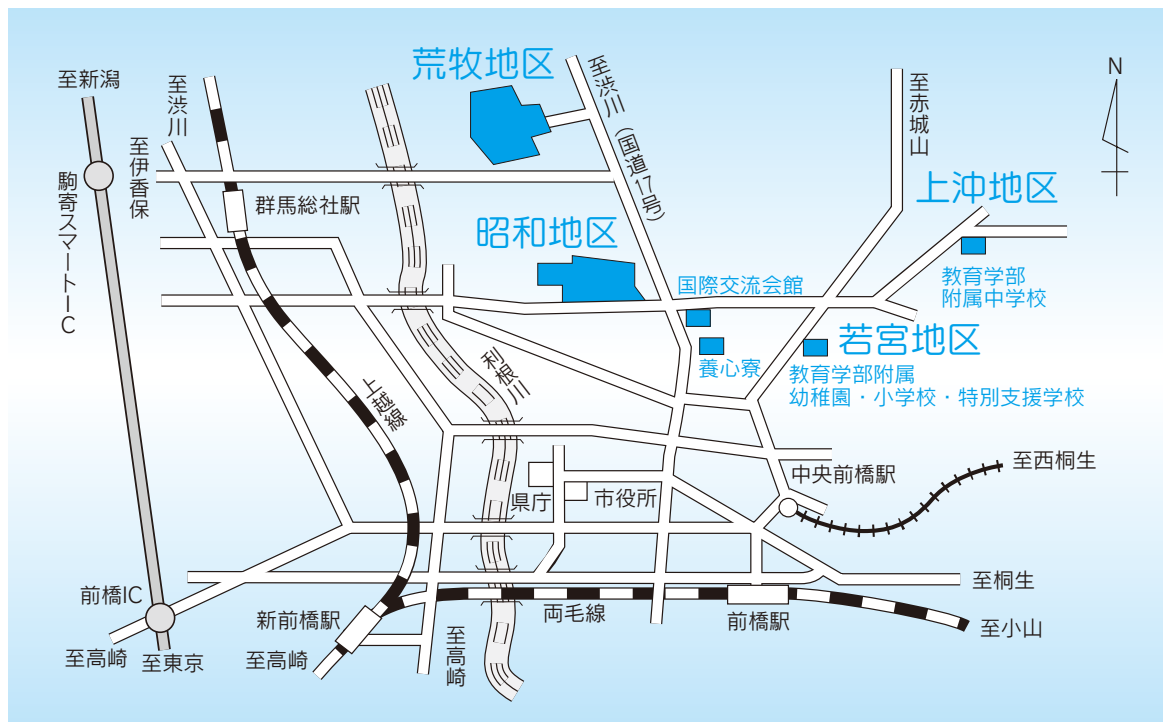 荒牧地区
至新潟
至渋川
至渋川(国道17号)
至赤城山
N
至伊香保
駒寄スマートIC
群馬総社駅
上沖地区
昭和地区
教育学部
附属中学校
国際交流会館
若宮地区
養心寮
教育学部附属
幼稚園・小学校・特別支援学校
利根川
上越線
中央前橋駅
至西桐生
県庁
市役所
前橋IC
新前橋駅
両毛線
前橋駅
至桐生
至小山
至高崎
至東京
至高崎
至高崎